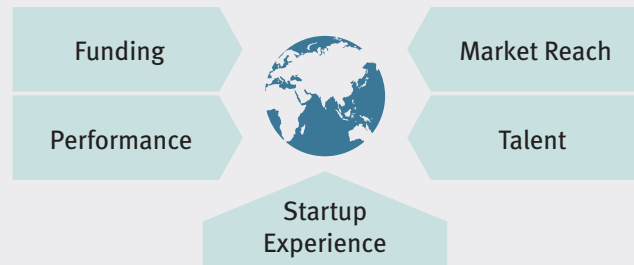 Funding
Market Reach
Performance
Talent
Startup
Experience